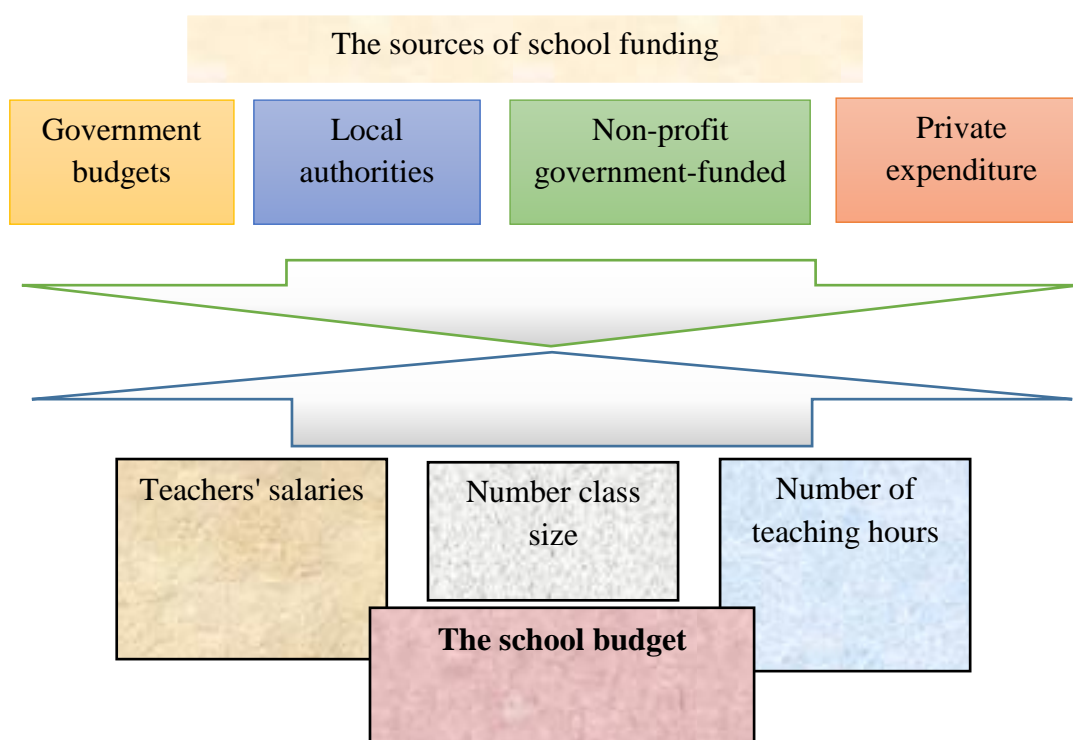 The sources of school funding
Government
budgets
Local
authorities
Non-profit
government-funded
Private
expenditure
Teachers' salaries
Number class
size
Number of
teaching hours
The school budget